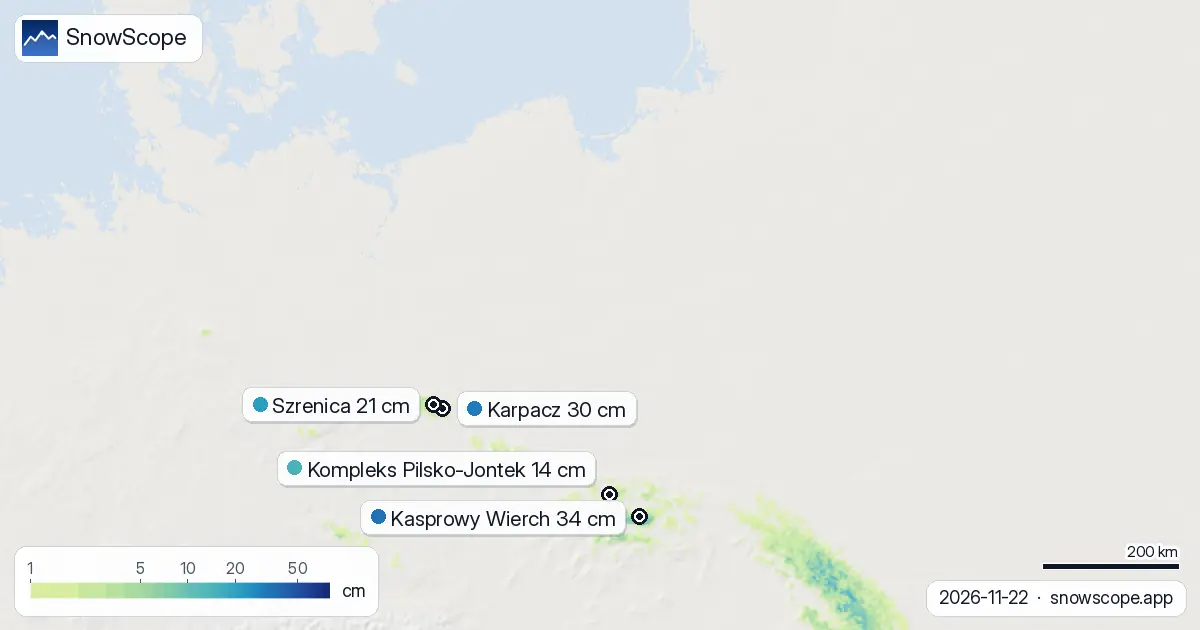 SnowScope
Szrenica 21 cm
Karpacz 30 cm
Kompleks Pilsko-Jontek 14 cm
Kasprowy Wierch 34 cm
1 5 10 20 50
cm
200 km
2026-11-22 · snowscope.app